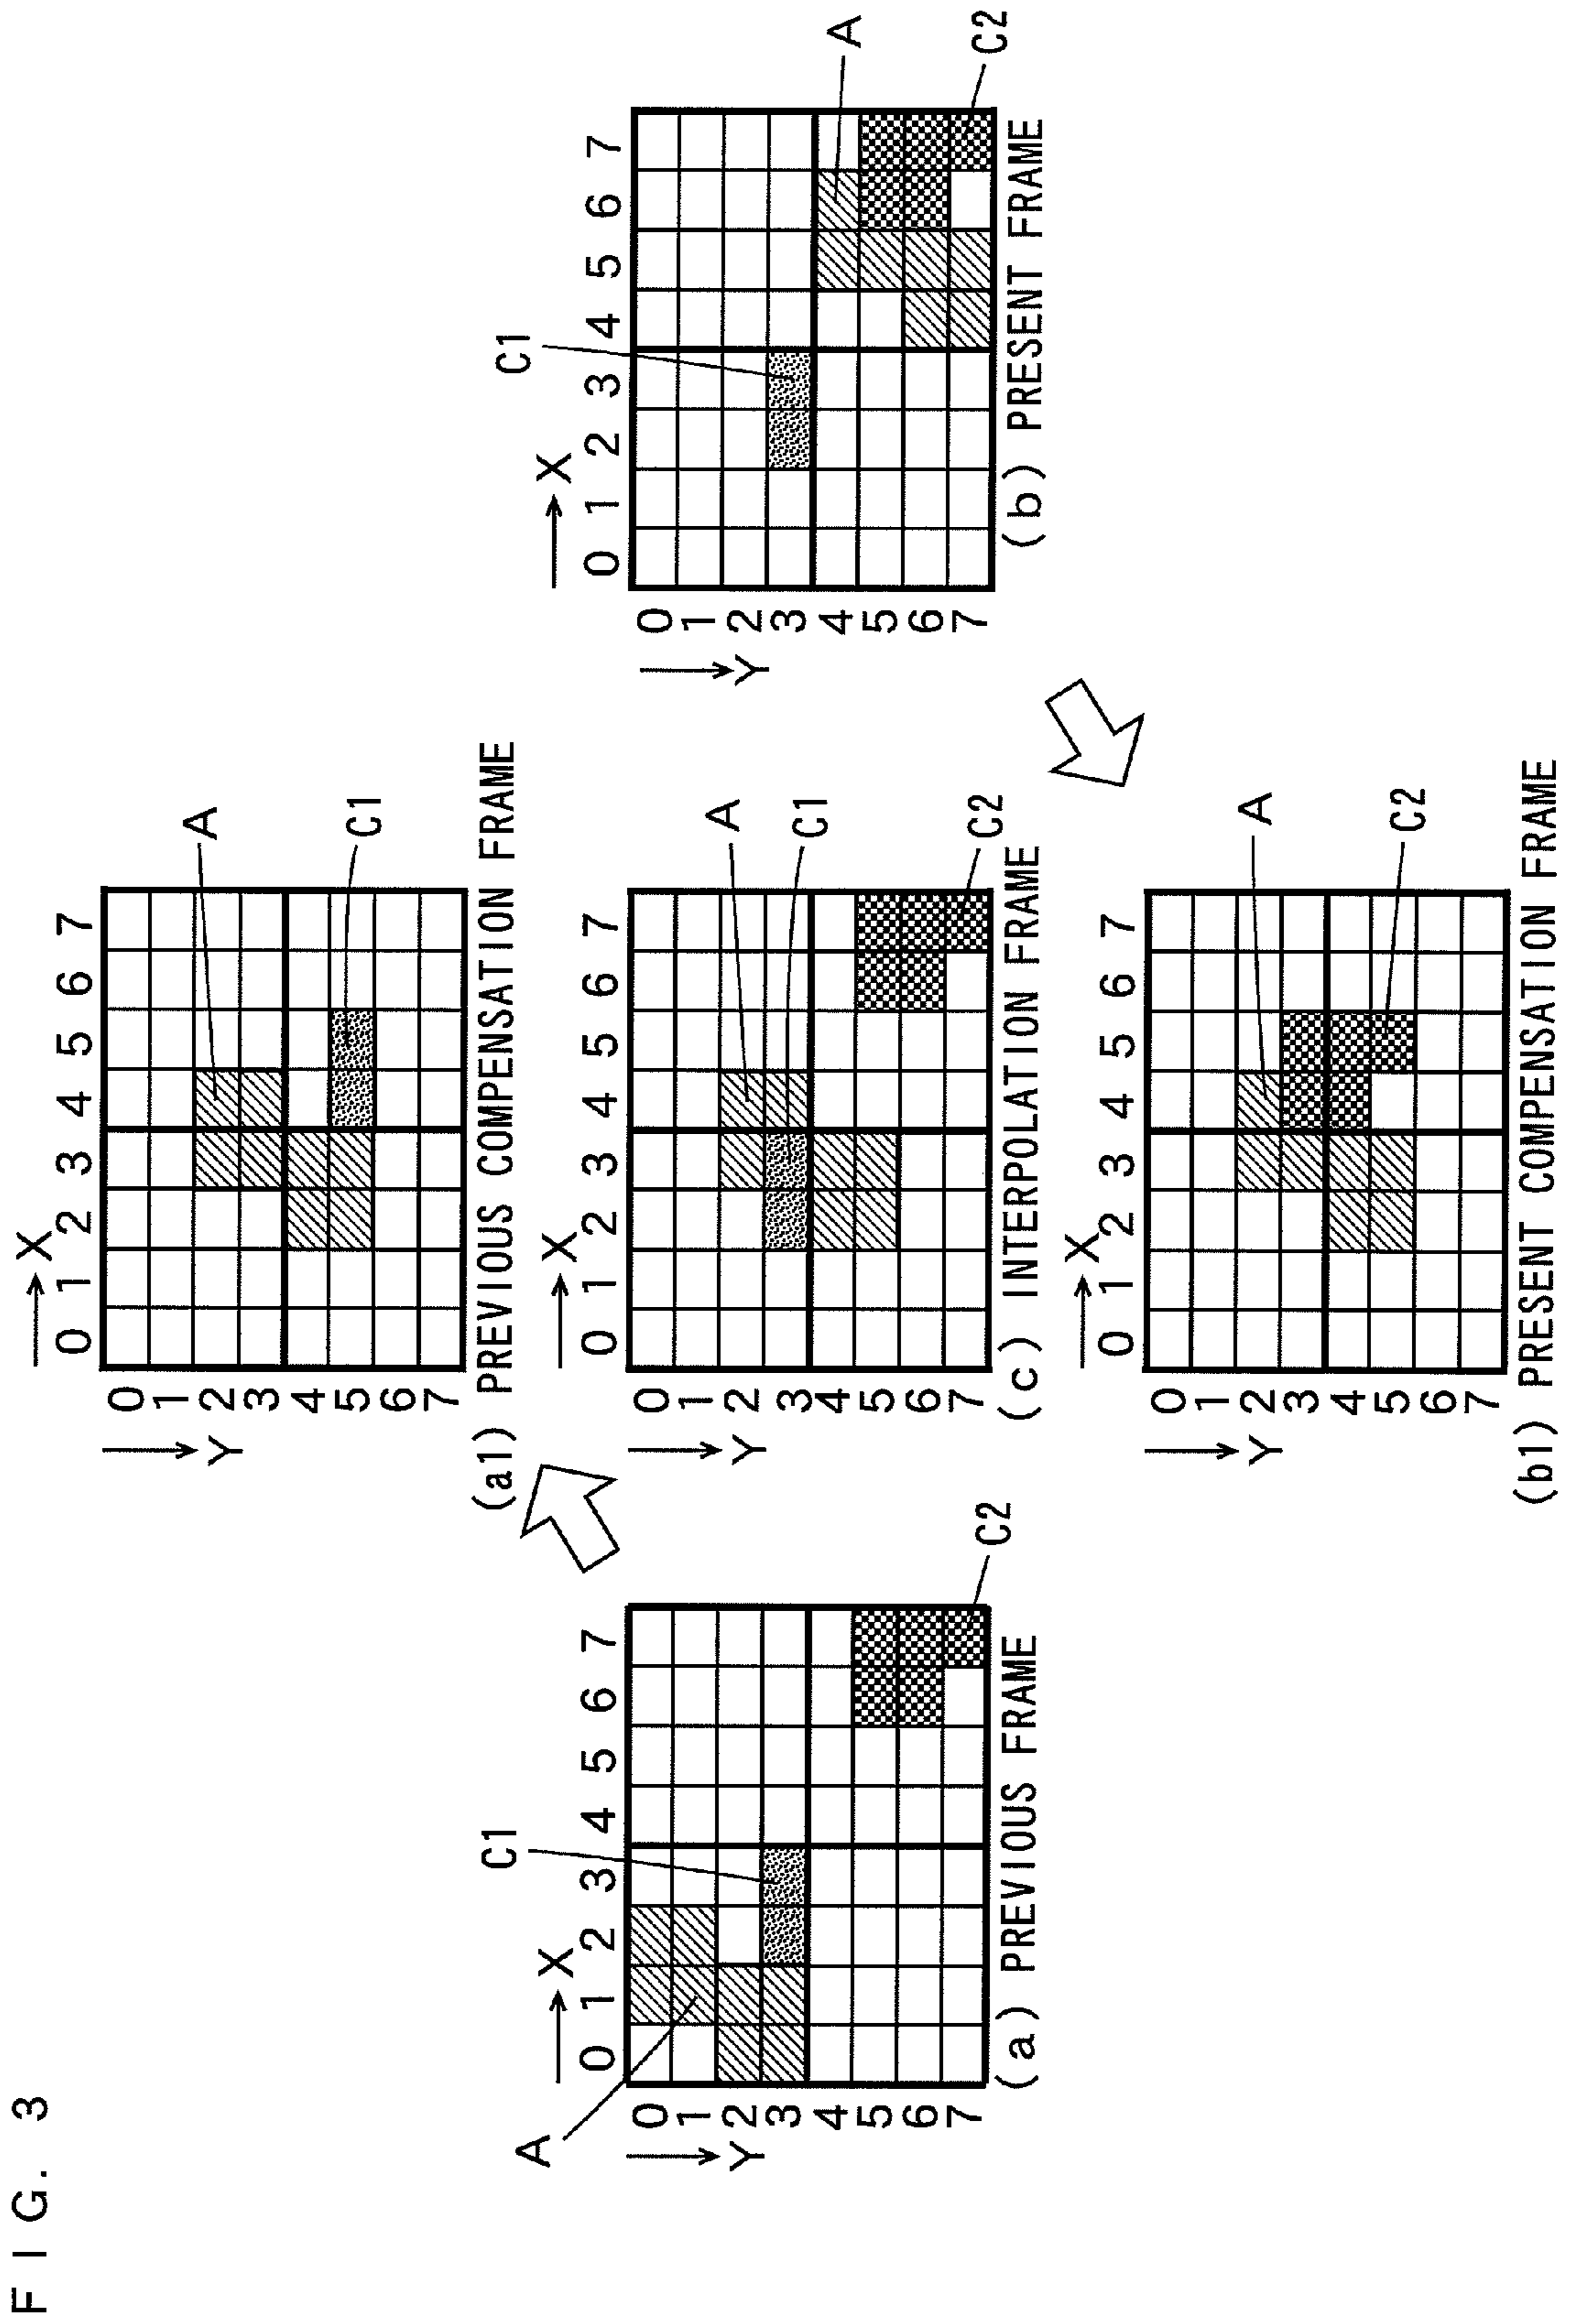 FIG. 3
X
0 1 2 3 4 5 6 7
Y
0
1
2
3
4
5
6
7
A
C1
(a1) PREVIOUS COMPENSATION FRAME
X
0 1 2 3 4 5 6 7
Y
0
1
2
3
4
5
6
7
A
C1
C2
(a) PREVIOUS FRAME
X
0 1 2 3 4 5 6 7
Y
0
1
2
3
4
5
6
7
A
C1
C2
(c) INTERPOLATION FRAME
X
0 1 2 3 4 5 6 7
Y
0
1
2
3
4
5
6
7
C1
A
C2
(b) PRESENT FRAME
X
0 1 2 3 4 5 6 7
Y
0
1
2
3
4
5
6
7
A
C2
(b1) PRESENT COMPENSATION FRAME